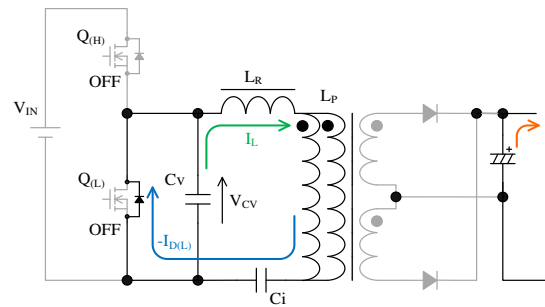 Q(H)
OFF
LR
LP
VIN
IL
Q(L)
CV
VCV
OFF
-ID(L)
Ci
+